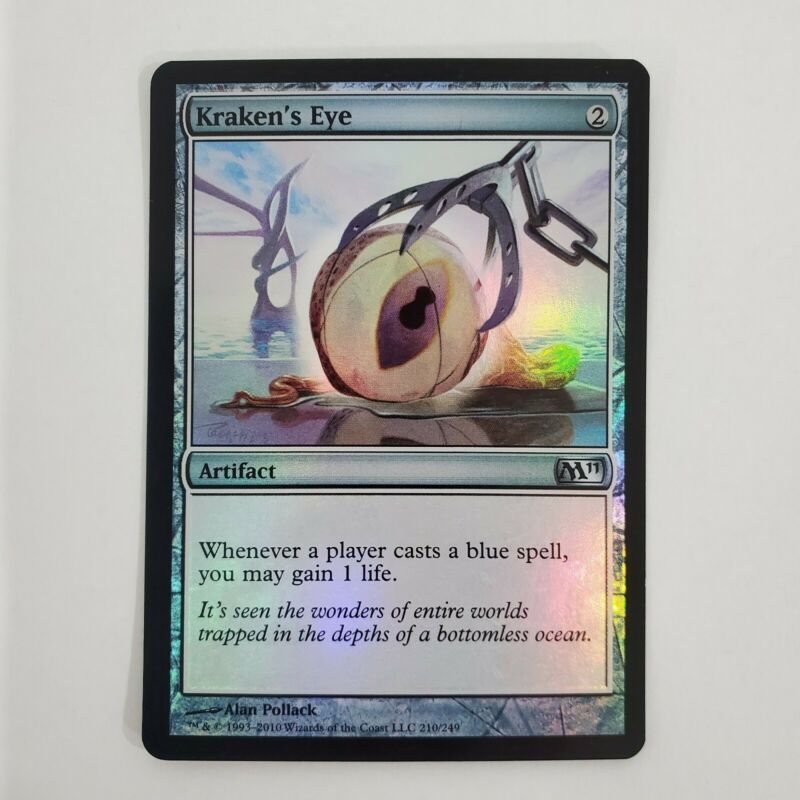 Kraken's Eye
2
Artifact
M11
Whenever a player casts a blue spell,
you may gain 1 life.
It's seen the wonders of entire worlds
trapped in the depths of a bottomless ocean.
Alan Pollack
™ & © 1993–2010 Wizards of the Coast LLC 210/249